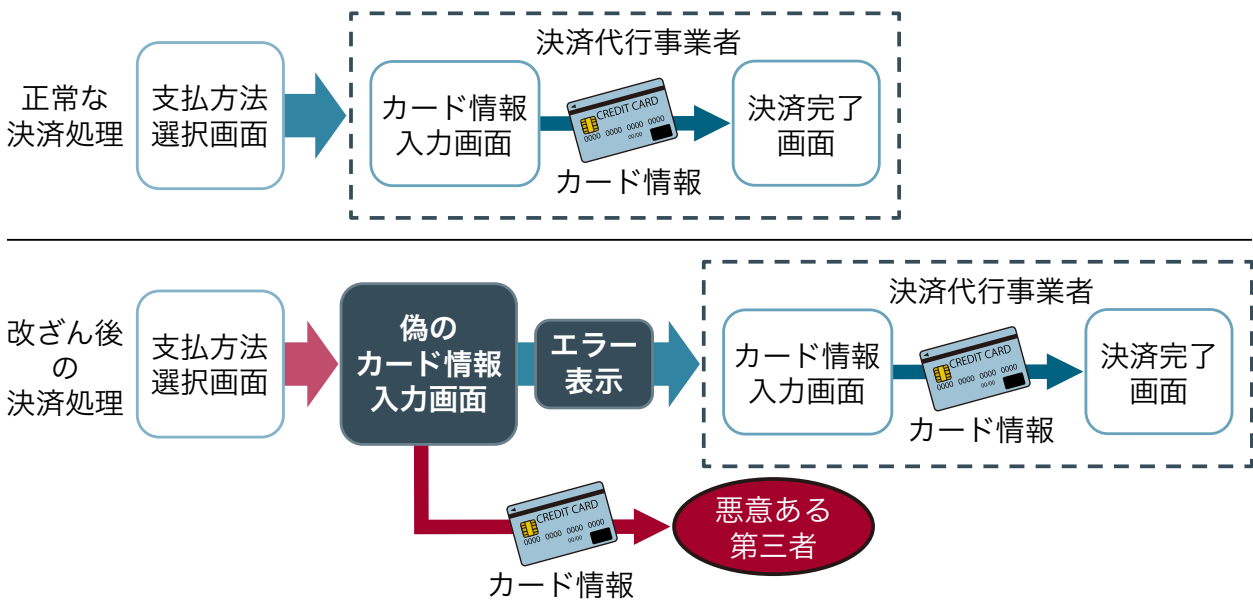 正常な
決済処理
支払方法
選択画面
決済代行事業者
カード情報
入力画面
CREDIT CARD
0000 0000 0000 0000
00/00
カード情報
決済完了
画面
改ざん後
の
決済処理
支払方法
選択画面
偽の
カード情報
入力画面
エラー
表示
決済代行事業者
カード情報
入力画面
CREDIT CARD
0000 0000 0000 0000
00/00
カード情報
決済完了
画面
CREDIT CARD
0000 0000 0000 0000
00/00
カード情報
悪意ある
第三者